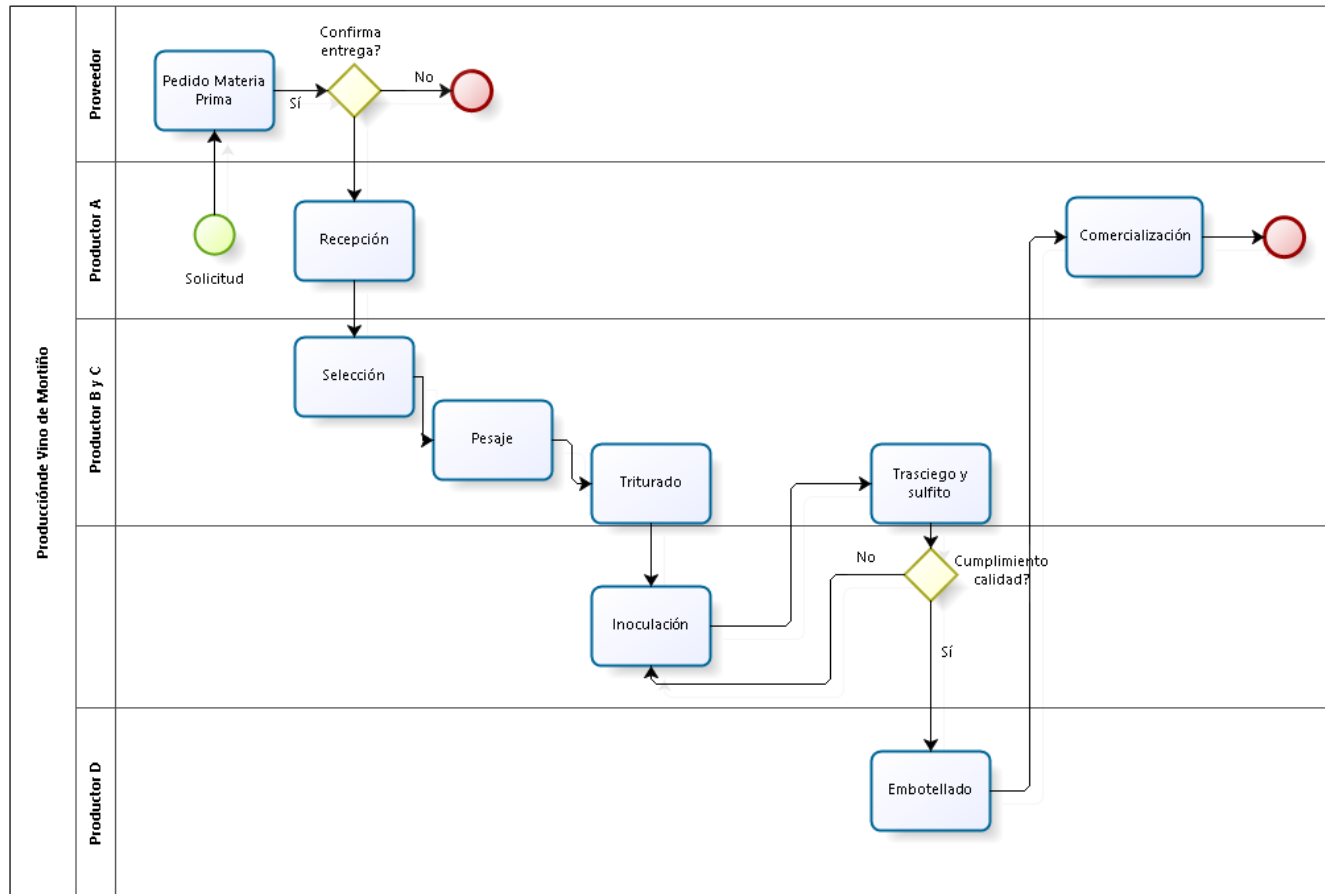 Producciónde Vino de Mortiño
Proveedor
Pedido Materia
Prima
Sí
Confirma
entrega?
No
Productor A
Solicitud
Recepción
Comercialización
Productor B y C
Selección
Pesaje
Triturado
Trasciego y
sulfito
Inoculación
No
Cumplimiento
calidad?
Sí
Productor D
Embotellado